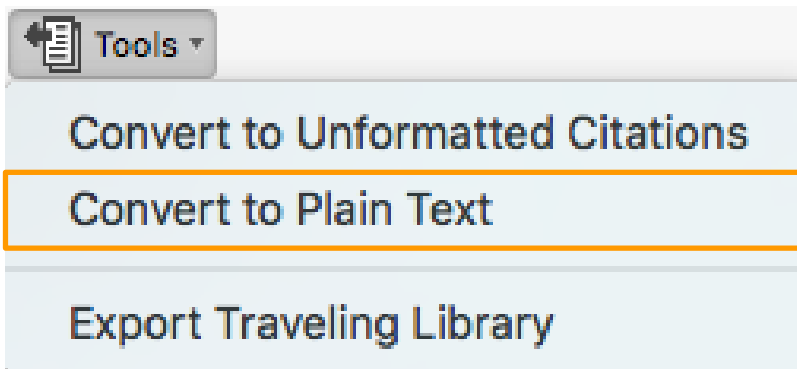 Tools
Convert to Unformatted Citations
Convert to Plain Text
Export Traveling Library